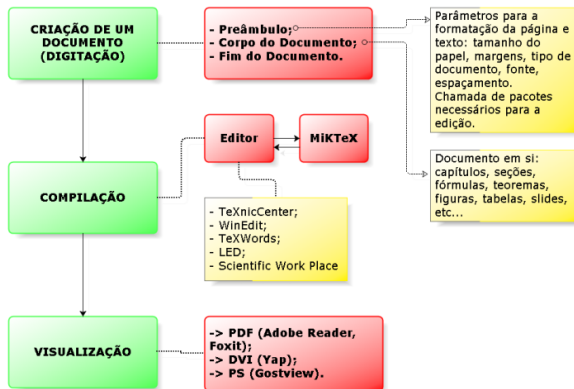 CRIAÇÃO DE UM
DOCUMENTO
(DIGITAÇÃO)
- Preâmbulo;
- Corpo do Documento;
- Fim do Documento.
Parâmetros para a
formatação da página e
texto: tamanho do
papel, margens, tipo de
documento, fonte,
espaçamento.
Chamada de pacotes
necessários para a
edição.
Editor
MiKTeX
COMPILAÇÃO
Documento em si:
capítulos, seções,
fórmulas, teoremas,
figuras, tabelas, slides,
etc...
- TeXnicCenter;
- WinEdit;
- TeXWords;
- LED;
- Scientific Work Place
VISUALIZAÇÃO
-> PDF (Adobe Reader,
Foxit);
-> DVI (Yap);
-> PS (Gostview).